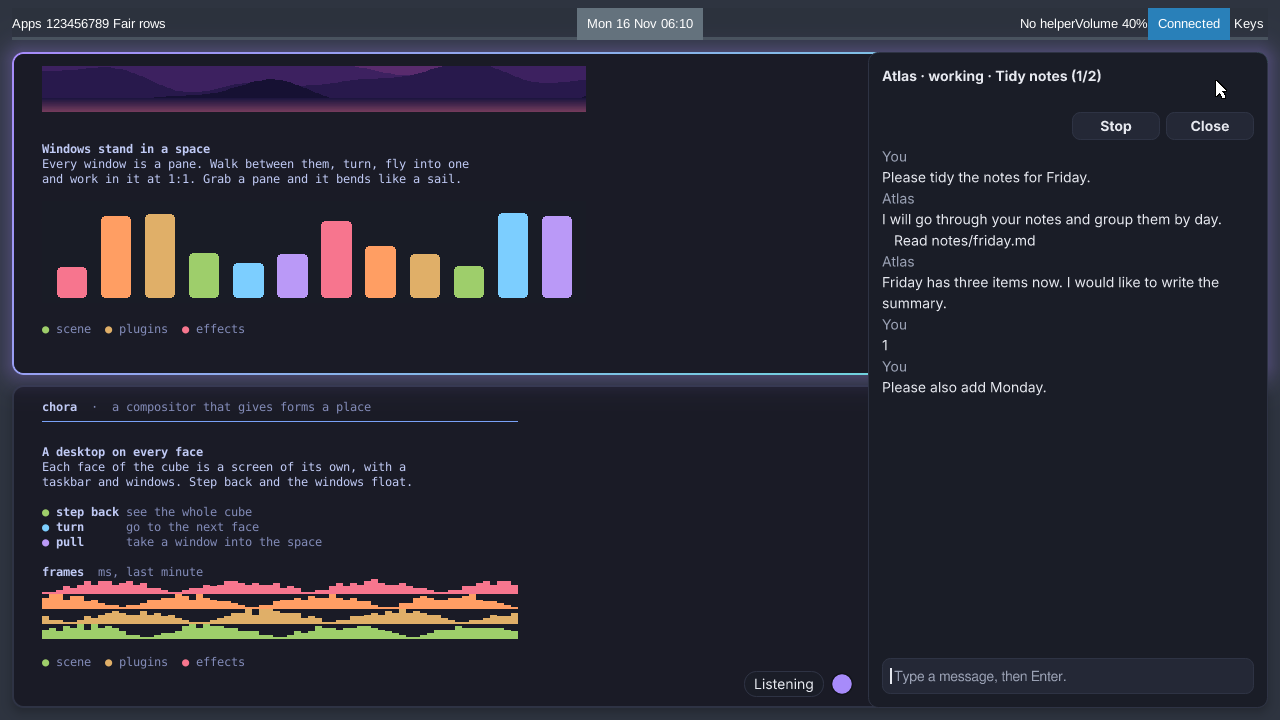 Apps 123456789 Fair rows
Mon 16 Nov 06:10
No helperVolume 40%
Connected
Keys
Windows stand in a space
Every window is a pane. Walk between them, turn, fly into one
and work in it at 1:1. Grab a pane and it bends like a sail.
scene plugins effects
chora · a compositor that gives forms a place
A desktop on every face
Each face of the cube is a screen of its own, with a
taskbar and windows. Step back and the windows float.
step back see the whole cube
turn go to the next face
pull take a window into the space
frames ms, last minute
scene plugins effects
Listening
Atlas · working · Tidy notes (1/2)
Stop
Close
You
Please tidy the notes for Friday.
Atlas
I will go through your notes and group them by day.
Read notes/friday.md
Atlas
Friday has three items now. I would like to write the
summary.
You
1
You
Please also add Monday.
Type a message, then Enter.